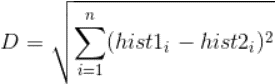 D = \sqrt{\sum_{i=1}^{n} (hist1_i - hist2_i)^2}